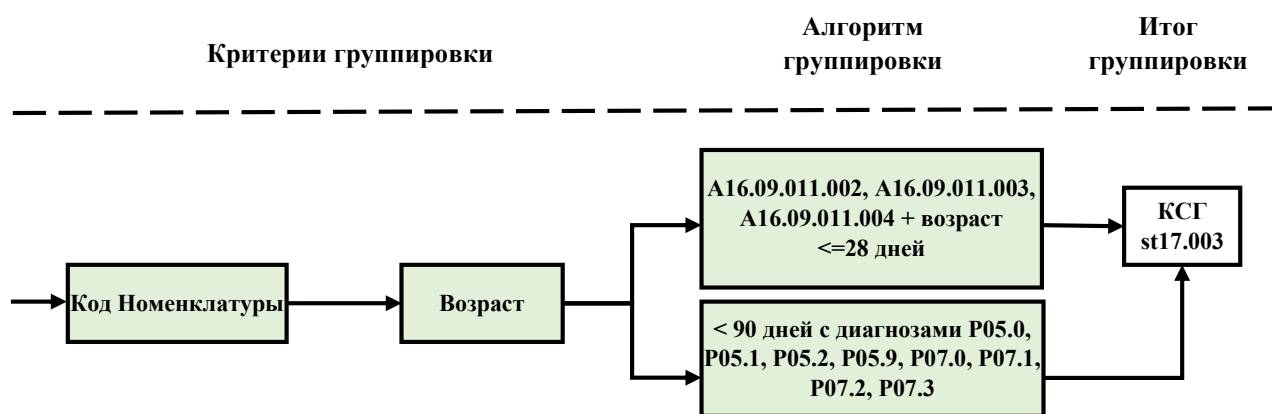 Критерии группировки
Алгоритм
группировки
Итог
группировки
Код Номенклатуры
Возраст
A16.09.011.002, A16.09.011.003,
A16.09.011.004 + возраст
<=28 дней
< 90 дней с диагнозами P05.0,
P05.1, P05.2, P05.9, P07.0, P07.1,
P07.2, P07.3
КСГ
st17.003